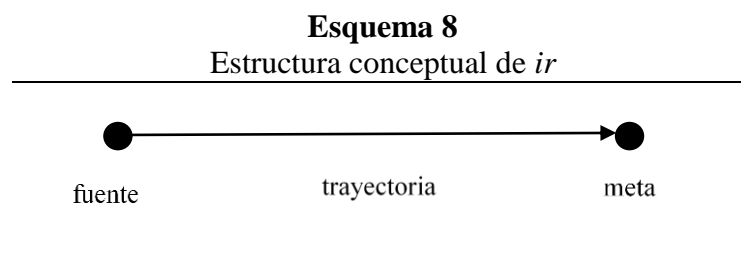 Esquema 8
Estructura conceptual de ir
fuente trayectoria meta